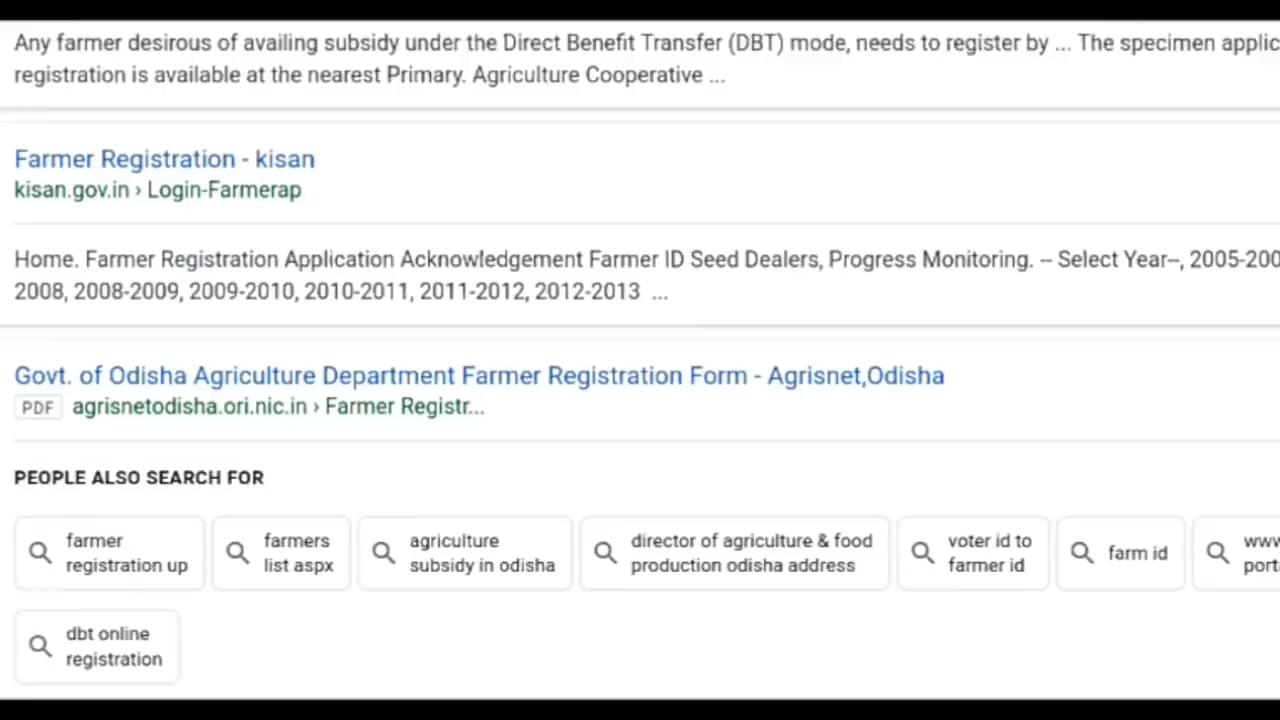 Any farmer desirous of availing subsidy under the Direct Benefit Transfer (DBT) mode, needs to register by ... The specimen
registration is available at the nearest Primary. Agriculture Cooperative ...
Farmer Registration - kisan
kisan.gov.in › Login-Farmerap
Home. Farmer Registration Application Acknowledgement Farmer ID Seed Dealers, Progress Monitoring. -- Select Year--,
2008, 2008-2009, 2009-2010, 2010-2011, 2011-2012, 2012-2013 ...
Govt. of Odisha Agriculture Department Farmer Registration Form - Agrisnet,Odisha
PDF agrisnetodisha.ori.nic.in › Farmer Registr...
PEOPLE ALSO SEARCH FOR
farmer
registration up
farmers
list aspx
agriculture
subsidy in odisha
director of agriculture & food
production odisha address
voter id to
farmer id
farm id
dbt online
registration